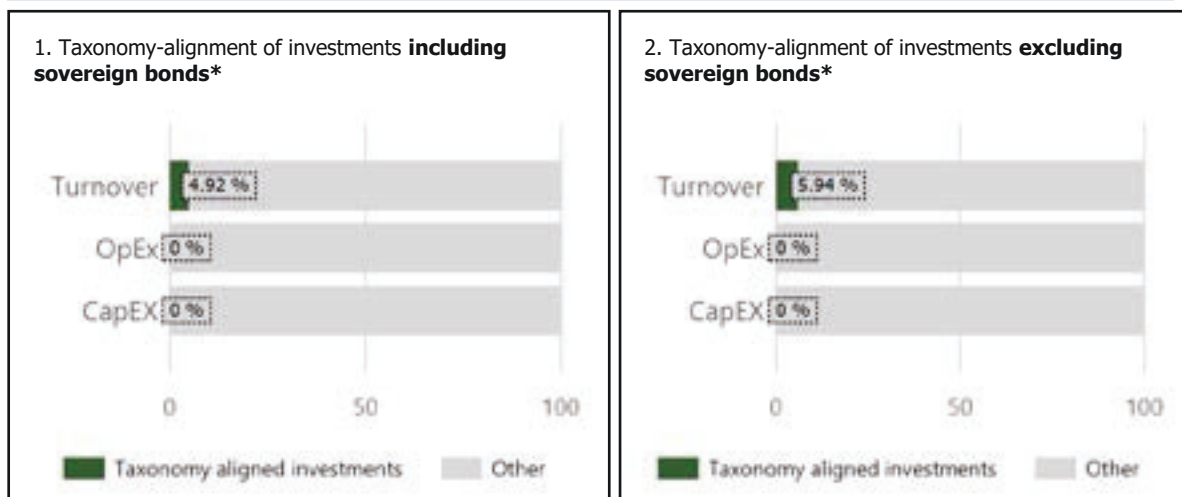 1. Taxonomy-alignment of investments including
sovereign bonds*
Turnover 4.92 %
OpEx 0 %
CapEX 0 %
0 50 100
Taxonomy aligned investments Other
2. Taxonomy-alignment of investments excluding
sovereign bonds*
Turnover 5.94 %
OpEx 0 %
CapEX 0 %
0 50 100
Taxonomy aligned investments Other